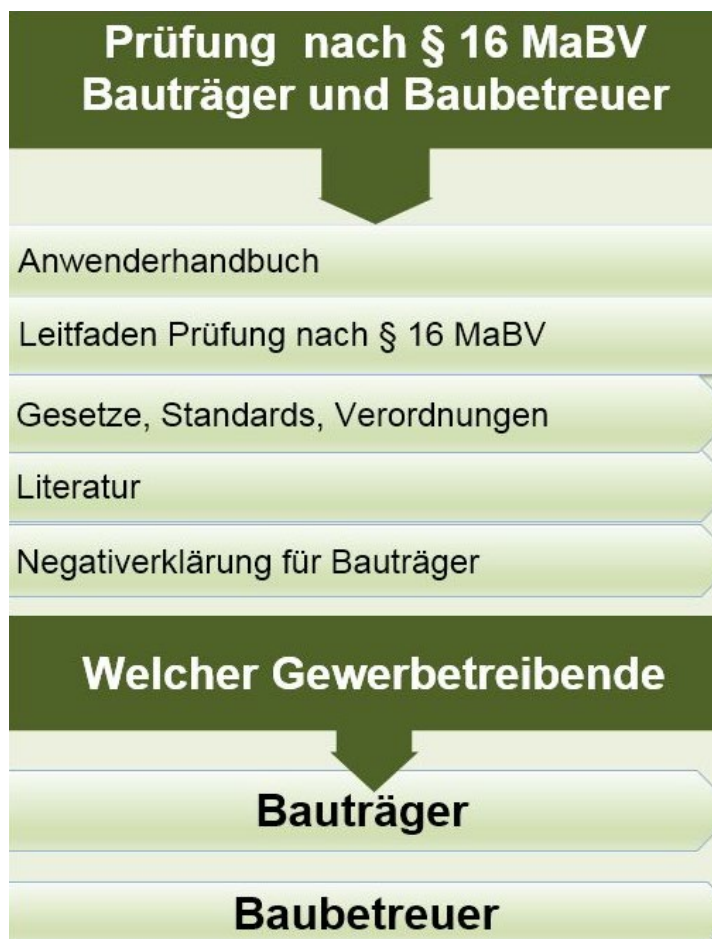 Prüfung nach § 16 MaBV
Bauträger und Baubetreuer
Anwenderhandbuch
Leitfaden Prüfung nach § 16 MaBV
Gesetze, Standards, Verordnungen
Literatur
Negativerklärung für Bauträger
Welcher Gewerbetreibende
Bauträger
Baubetreuer